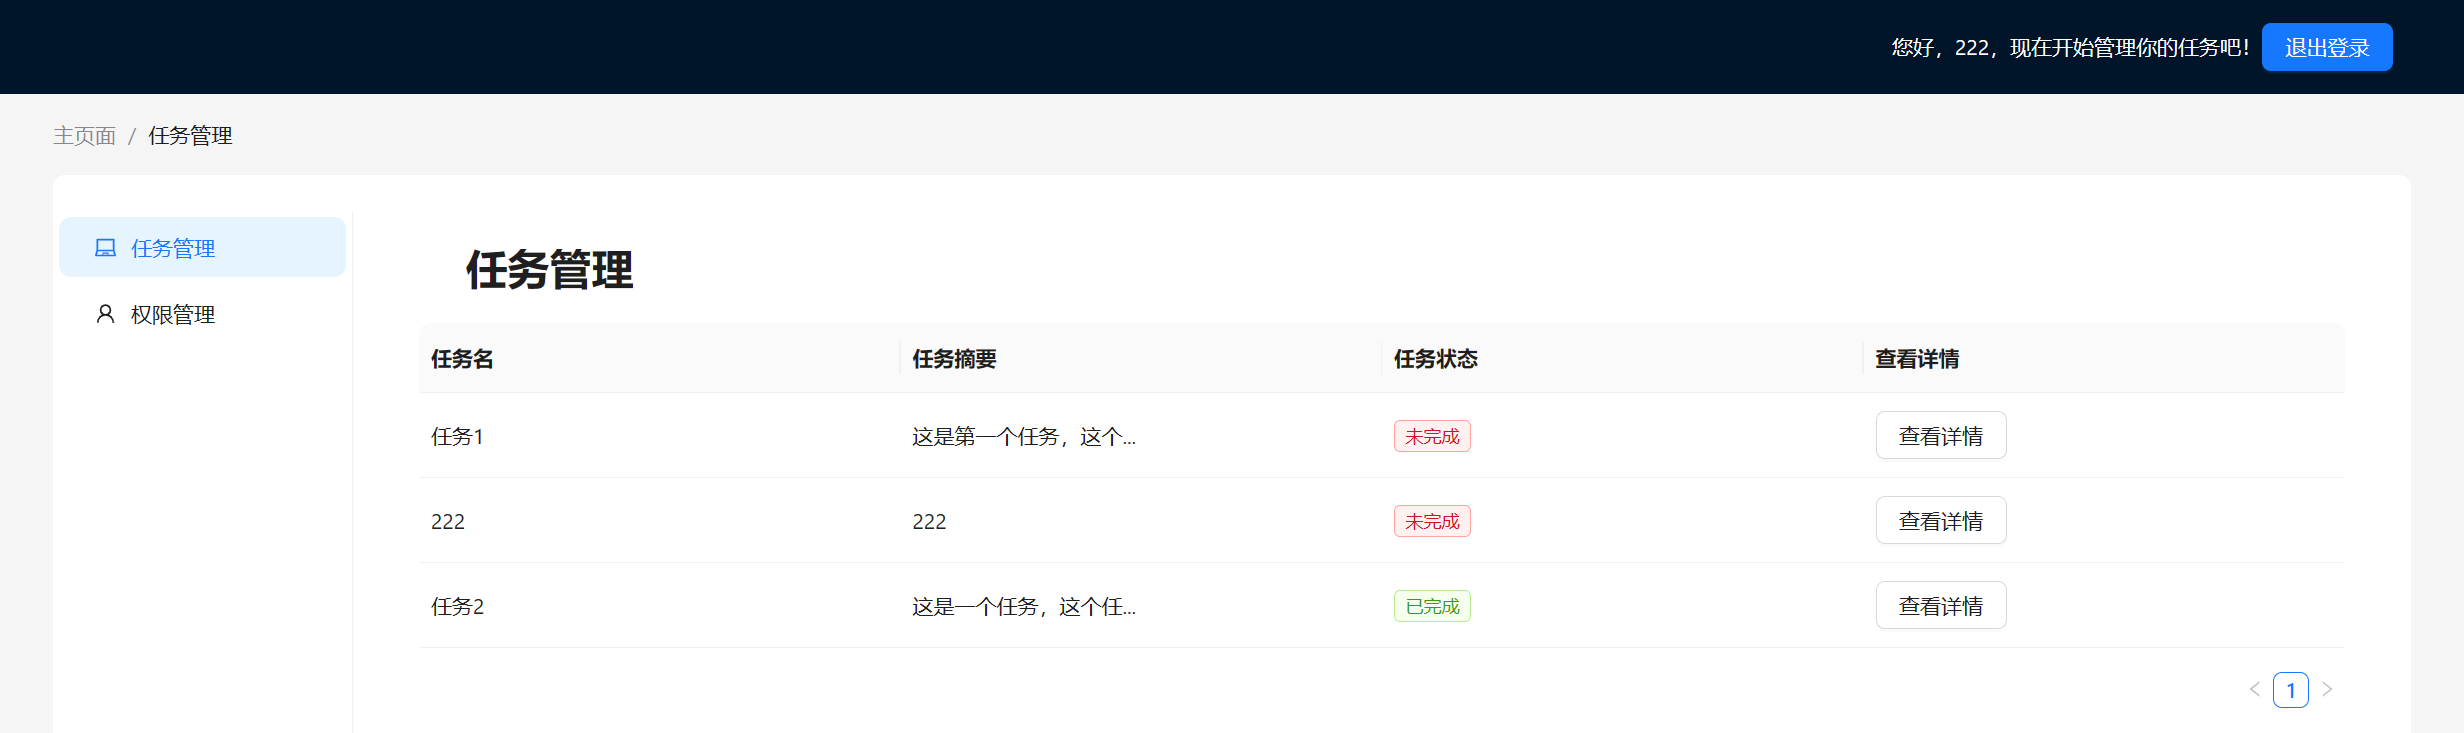 您好，222，现在开始管理你的任务吧！ 退出登录
主页面 / 任务管理
任务管理
权限管理
任务管理
任务名 任务摘要 任务状态 查看详情
任务1 这是第一个任务，这个... 未完成 查看详情
222 222 未完成 查看详情
任务2 这是一个任务，这个任... 已完成 查看详情
< 1 >